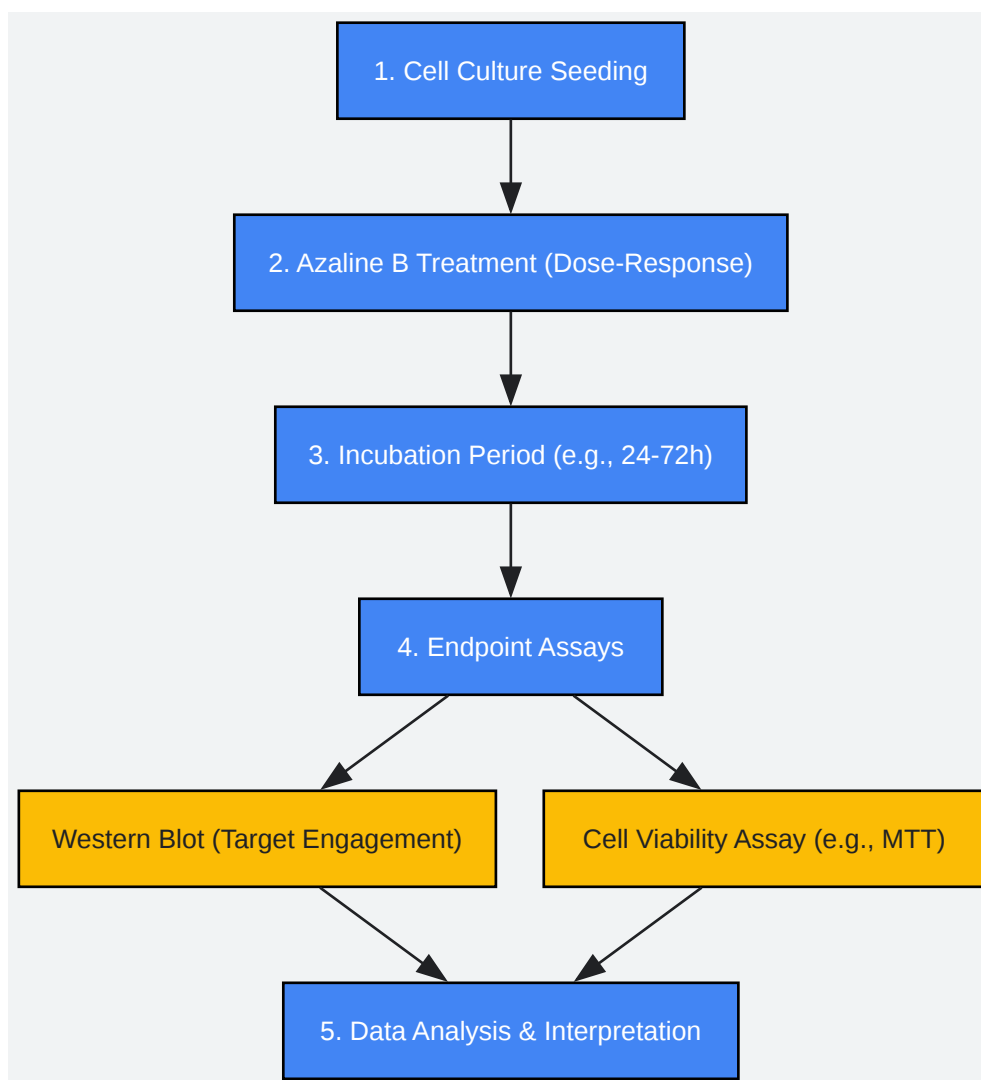 1. Cell Culture Seeding
2. Azaline B Treatment (Dose-Response)
3. Incubation Period (e.g., 24-72h)
4. Endpoint Assays
Western Blot (Target Engagement)
Cell Viability Assay (e.g., MTT)
5. Data Analysis & Interpretation